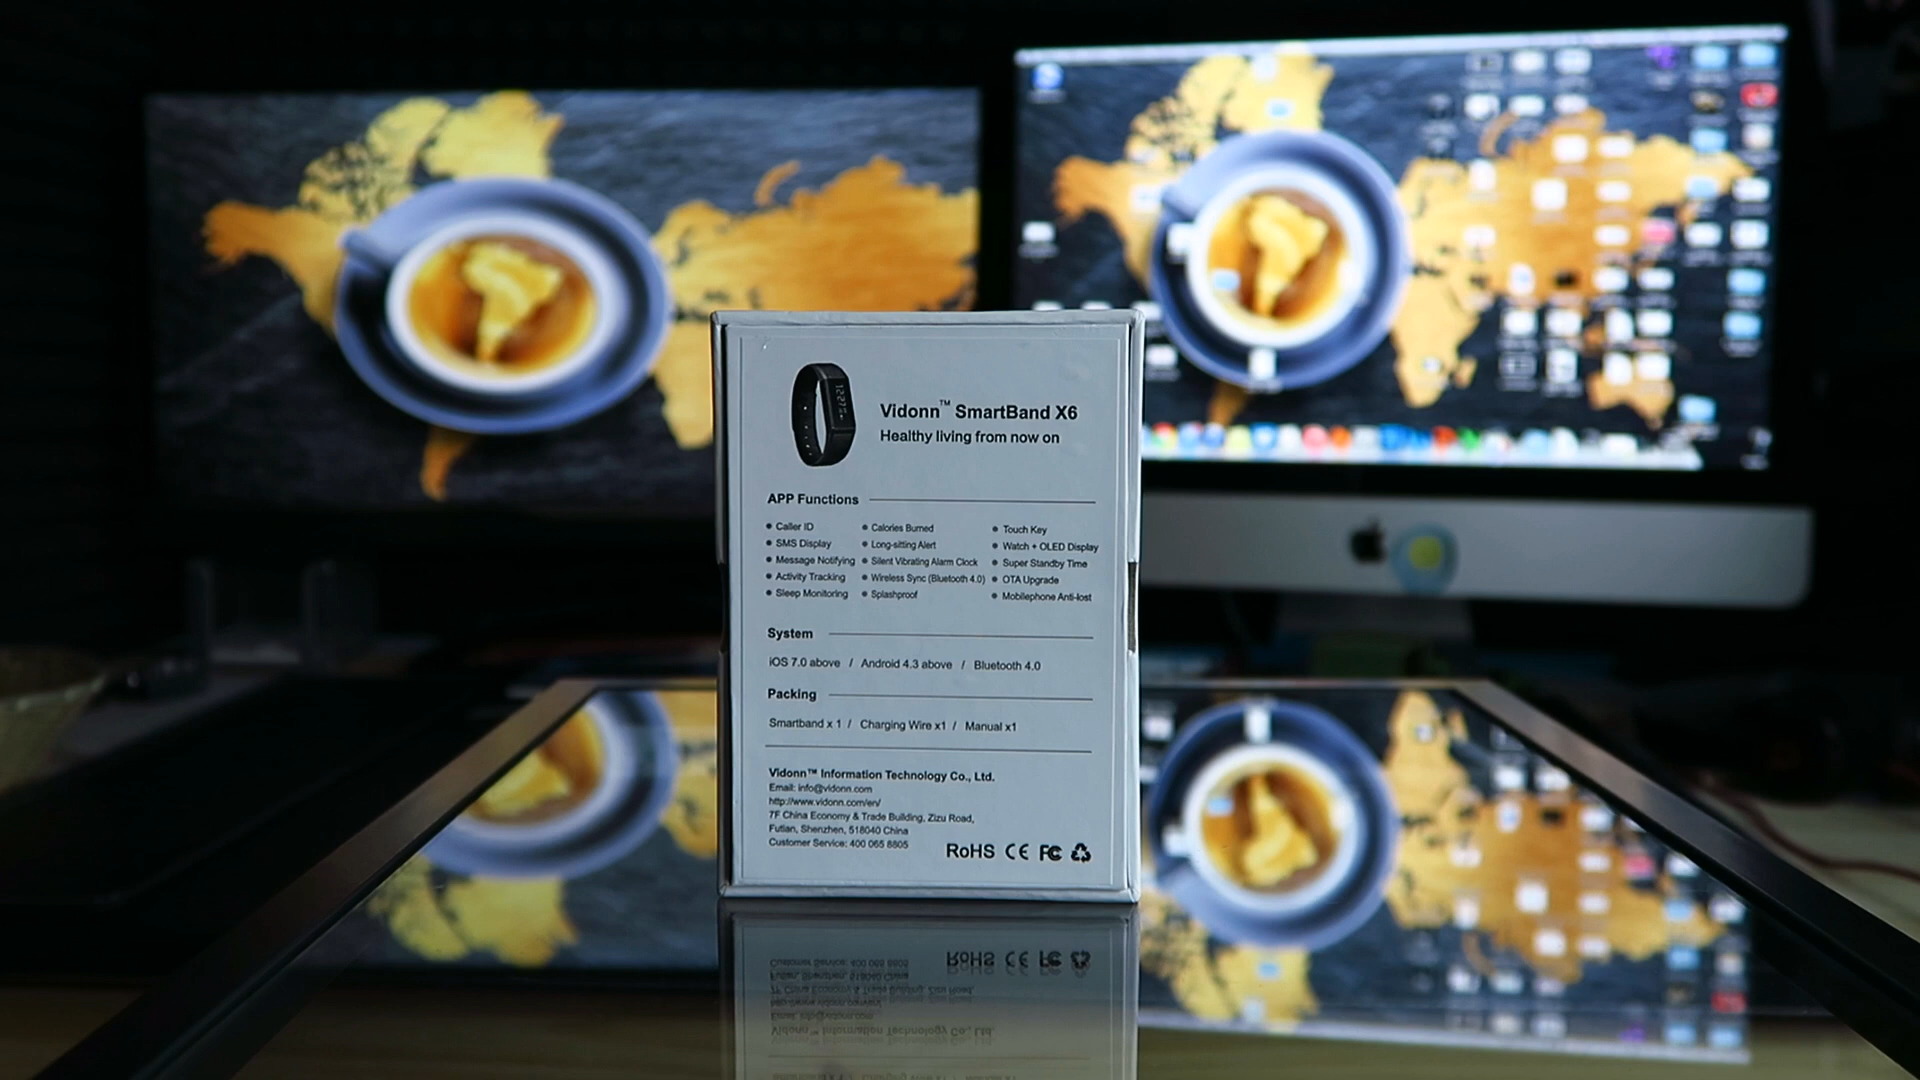 Vidonn™ SmartBand X6
Healthy living from now on
APP Functions
Caller ID
SMS Display
Message Notifying
Activity Tracking
Sleep Monitoring
Calories Burned
Long-sitting Alert
Silent Vibrating Alarm Clock
Wireless Sync (Bluetooth 4.0)
Splashproof
Touch Key
Watch + OLED Display
Super Standby Time
OTA Upgrade
Mobilephone Anti-lost
System
iOS 7.0 above / Android 4.3 above / Bluetooth 4.0
Packing
Smartband x 1 / Charging Wire x1 / Manual x1
Vidonn™ Information Technology Co., Ltd.
Email: info@vidonn.com
http://www.vidonn.com/en/
7F China Economy & Trade Building, Zizu Road,
Futian, Shenzhen, 518040 China
Customer Service: 400 065 8805
RoHS CE FC